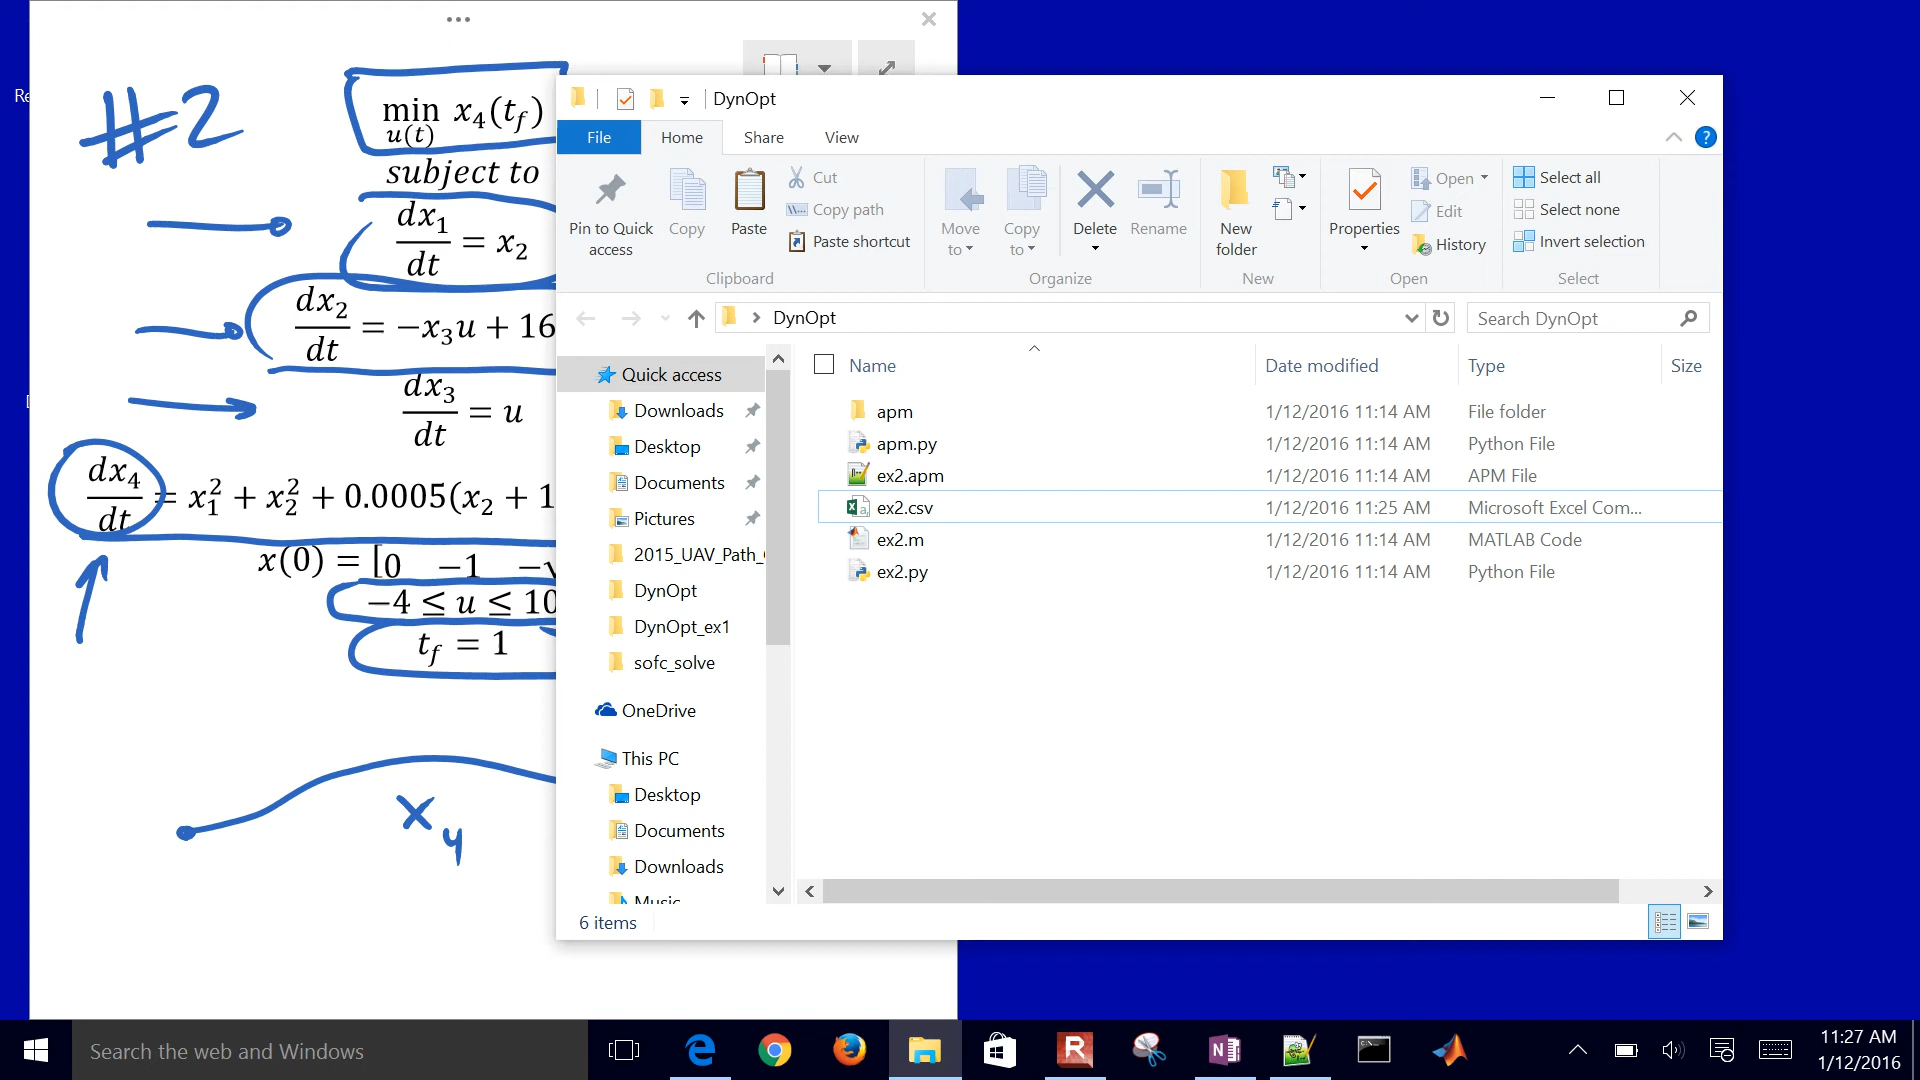 #2
min x₄(t_f)
u(t)
subject to
dx₁/dt = x₂
dx₂/dt = −x₃u + 16
dx₃/dt = u
dx₄/dt = x₁² + x₂² + 0.0005(x₂ + 1
x(0) = [0 −1
−4 ≤ u ≤ 10
t_f = 1
x₄
DynOpt
File Home Share View
Pin to Quick access
Copy
Paste
Cut
Copy path
Paste shortcut
Clipboard
Move to
Copy to
Delete
Rename
Organize
New folder
New
Properties
Open
Edit
History
Open
Select all
Select none
Invert selection
Select
DynOpt
Search DynOpt
Name Date modified Type Size
Quick access
Downloads
Desktop
Documents
Pictures
2015_UAV_Path_
DynOpt
DynOpt_ex1
sofc_solve
OneDrive
This PC
Desktop
Documents
Downloads
Music
apm 1/12/2016 11:14 AM File folder
apm.py 1/12/2016 11:14 AM Python File
ex2.apm 1/12/2016 11:14 AM APM File
ex2.csv 1/12/2016 11:25 AM Microsoft Excel Com...
ex2.m 1/12/2016 11:14 AM MATLAB Code
ex2.py 1/12/2016 11:14 AM Python File
6 items
Search the web and Windows
11:27 AM
1/12/2016